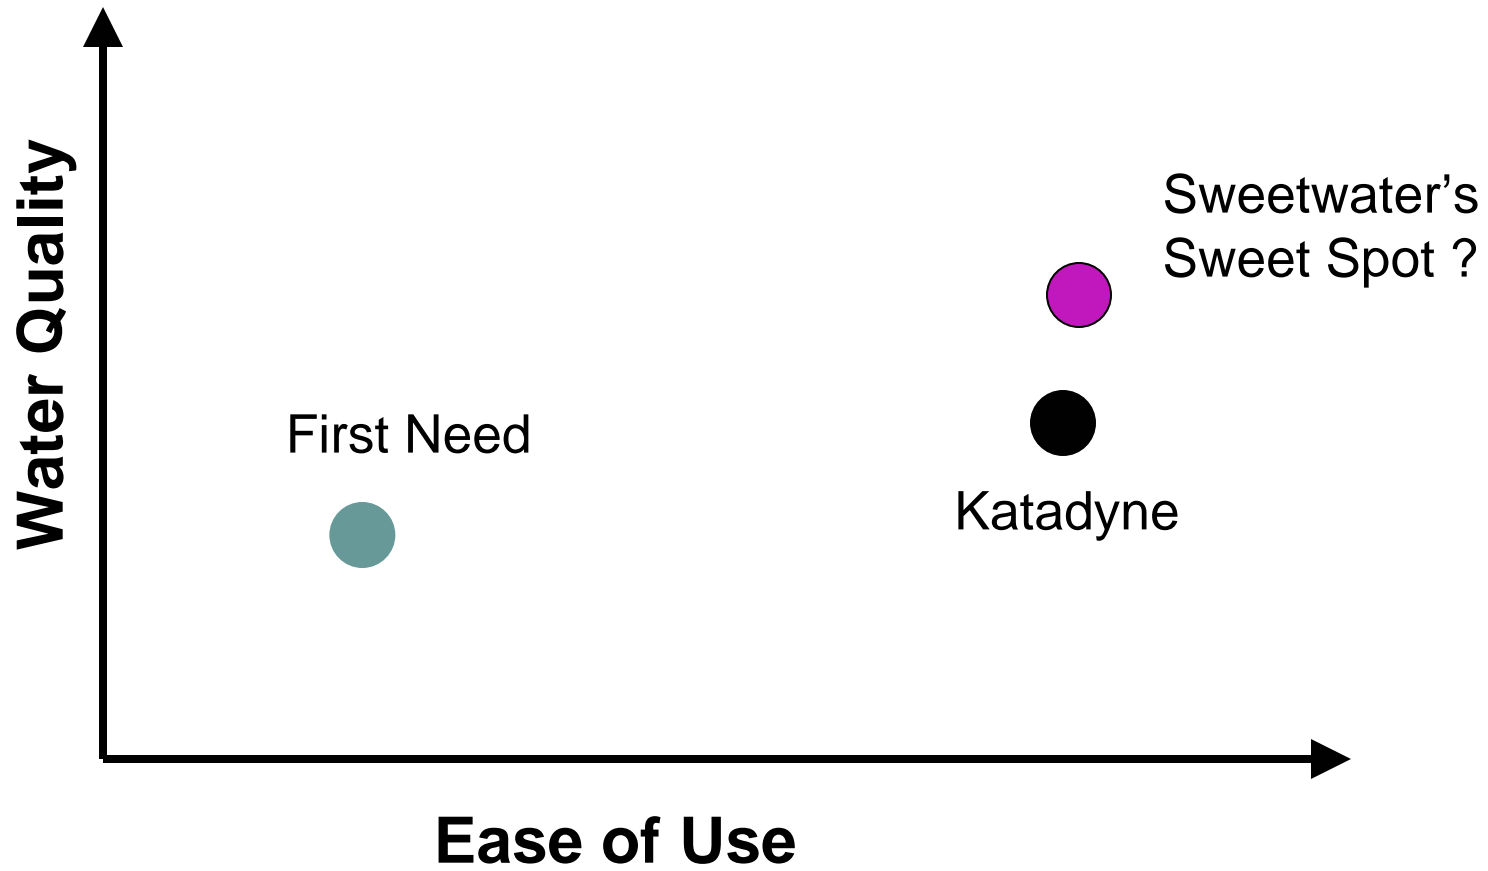 Water Quality
Sweetwater’s
Sweet Spot ?
First Need
Katadyne
Ease of Use